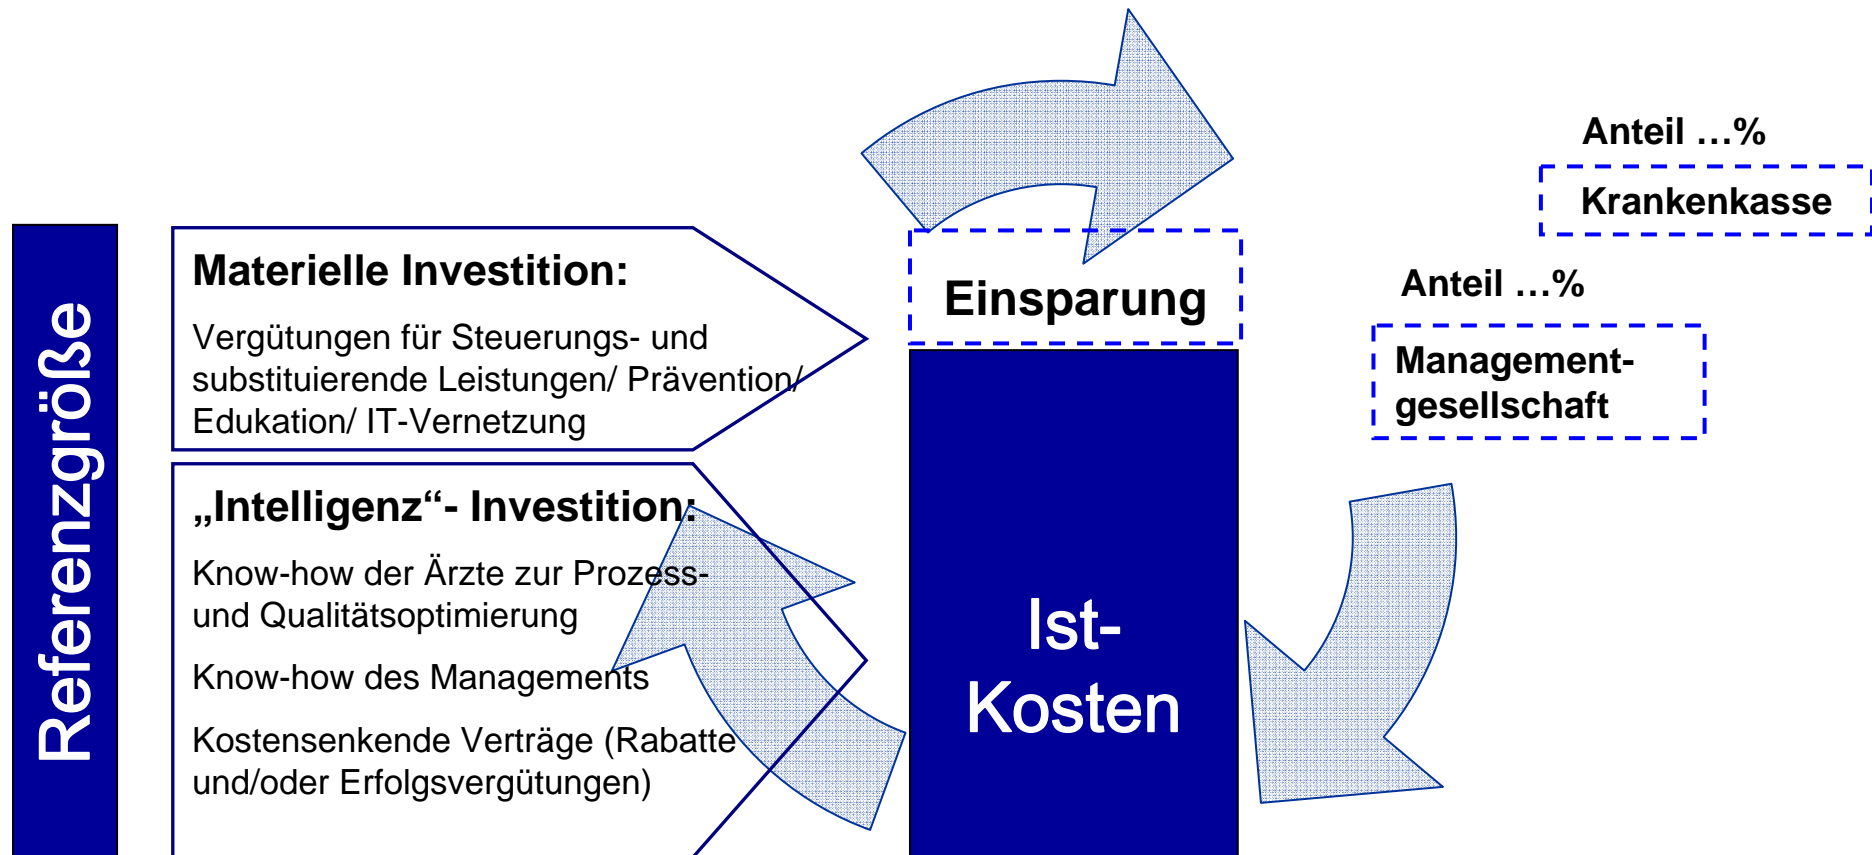 Referenzgröße
Materielle Investition:
Vergütungen für Steuerungs- und
substituierende Leistungen/ Prävention/
Edukation/ IT-Vernetzung
„Intelligenz“- Investition:
Know-how der Ärzte zur Prozess-
und Qualitätsoptimierung
Know-how des Managements
Kostensenkende Verträge (Rabatte
und/oder Erfolgsvergütungen)
Einsparung
Ist-
Kosten
Anteil …%
Krankenkasse
Anteil …%
Management-
gesellschaft